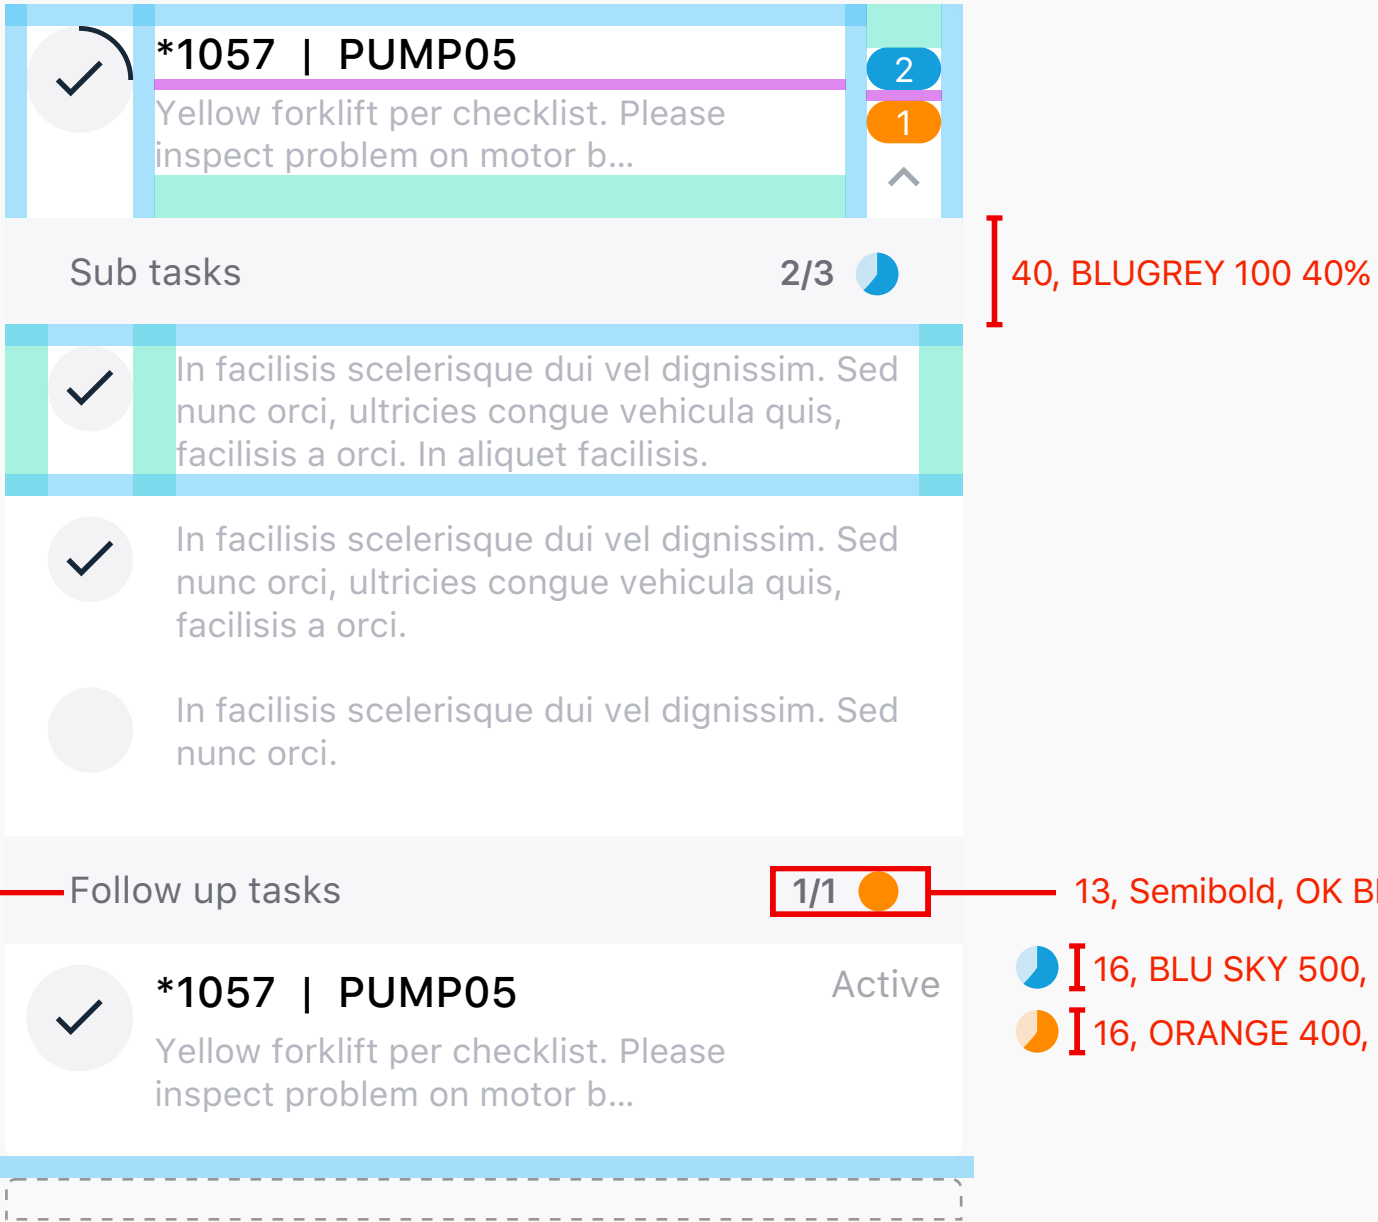 *1057 | PUMP05
2
Yellow forklift per checklist. Please
1
inspect problem on motor b...
Sub tasks
2/3
40, BLUGREY 100 40%
In facilisis scelerisque dui vel dignissim. Sed
nunc orci, ultricies congue vehicula quis,
facilisis a orci. In aliquet facilisis.
In facilisis scelerisque dui vel dignissim. Sed
nunc orci, ultricies congue vehicula quis,
facilisis a orci.
In facilisis scelerisque dui vel dignissim. Sed
nunc orci.
Follow up tasks
1/1
13, Semibold, OK
*1057 | PUMP05
Active
16, BLU SKY 500,
Yellow forklift per checklist. Please
16, ORANGE 400,
inspect problem on motor b...